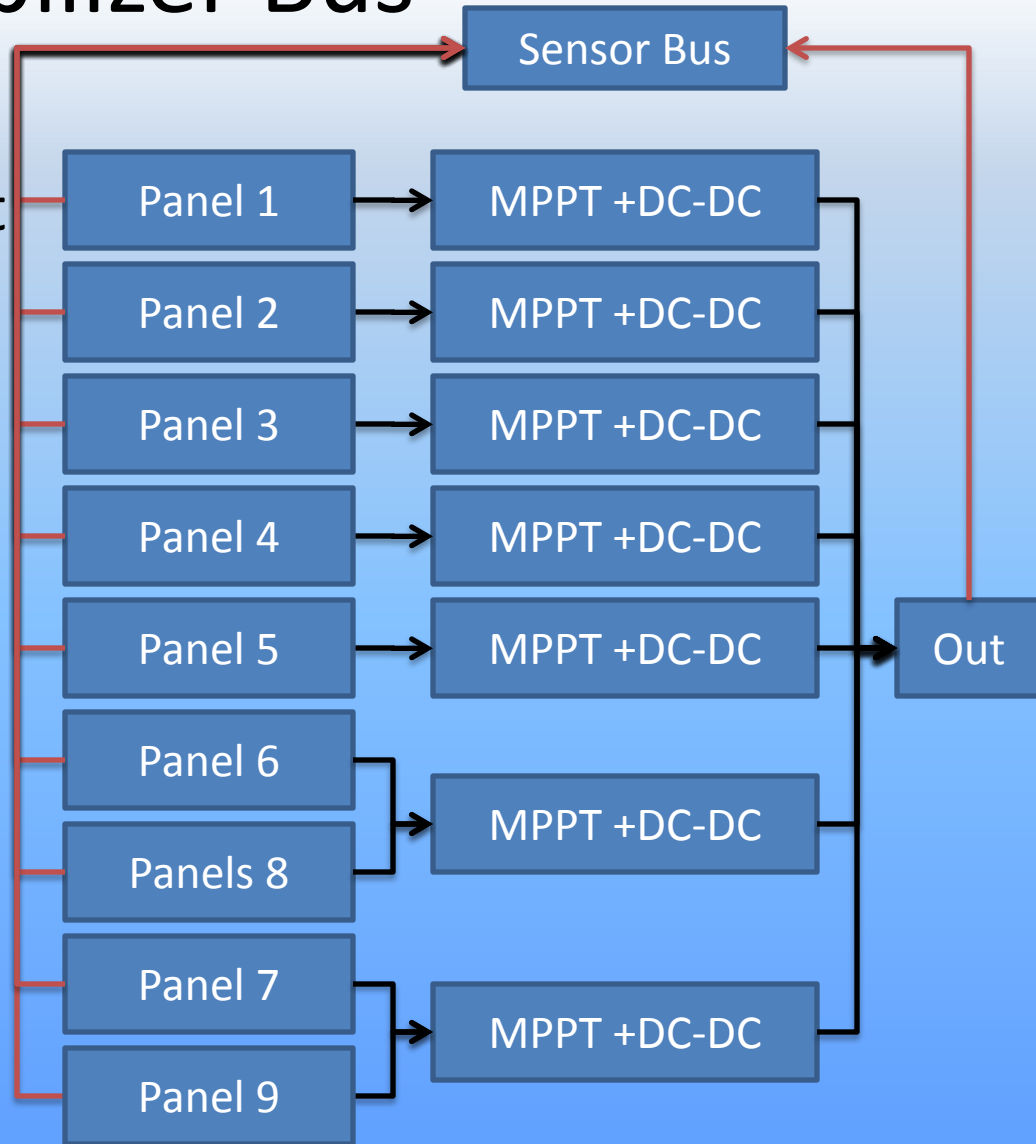 Sensor Bus
Panel 1
MPPT +DC-DC
Panel 2
MPPT +DC-DC
Panel 3
MPPT +DC-DC
Panel 4
MPPT +DC-DC
Panel 5
MPPT +DC-DC
Out
Panel 6
MPPT +DC-DC
Panels 8
Panel 7
MPPT +DC-DC
Panel 9